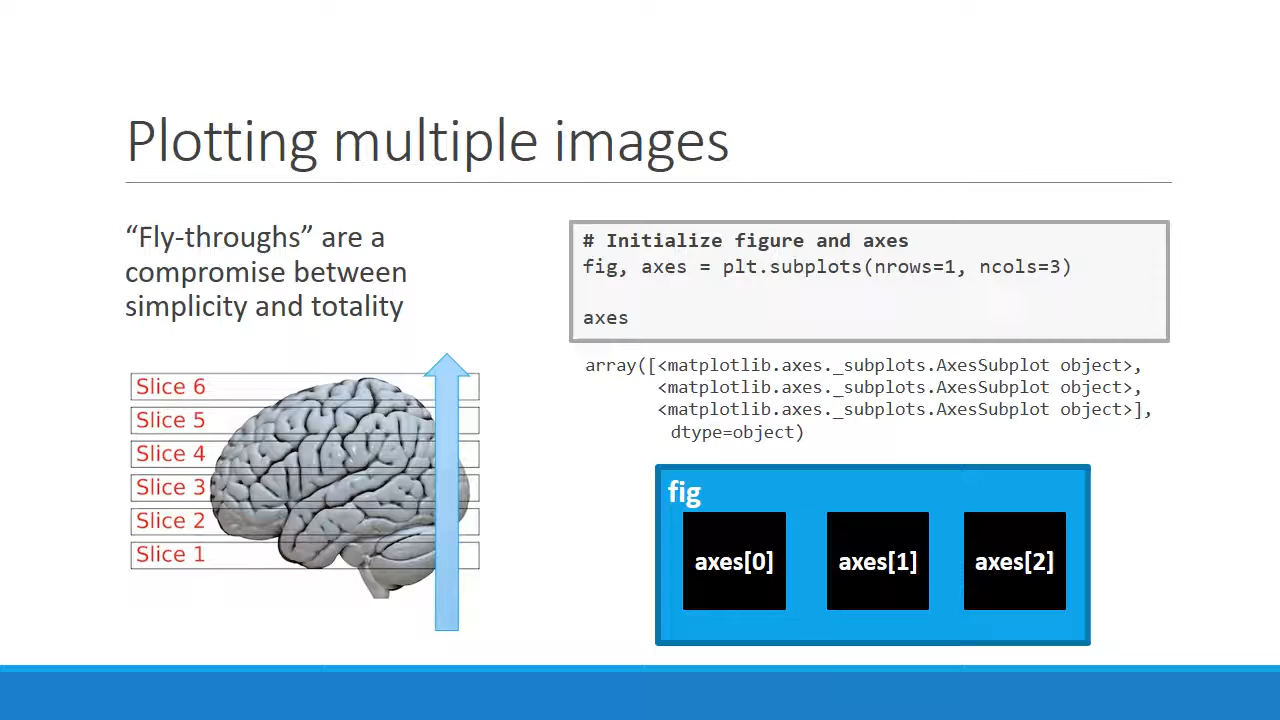 Plotting multiple images
“Fly-throughs” are a
compromise between
simplicity and totality
Slice 6
Slice 5
Slice 4
Slice 3
Slice 2
Slice 1
# Initialize figure and axes
fig, axes = plt.subplots(nrows=1, ncols=3)
axes
array([<matplotlib.axes._subplots.AxesSubplot object>,
<matplotlib.axes._subplots.AxesSubplot object>,
<matplotlib.axes._subplots.AxesSubplot object>],
dtype=object)
fig
axes[0] axes[1] axes[2]